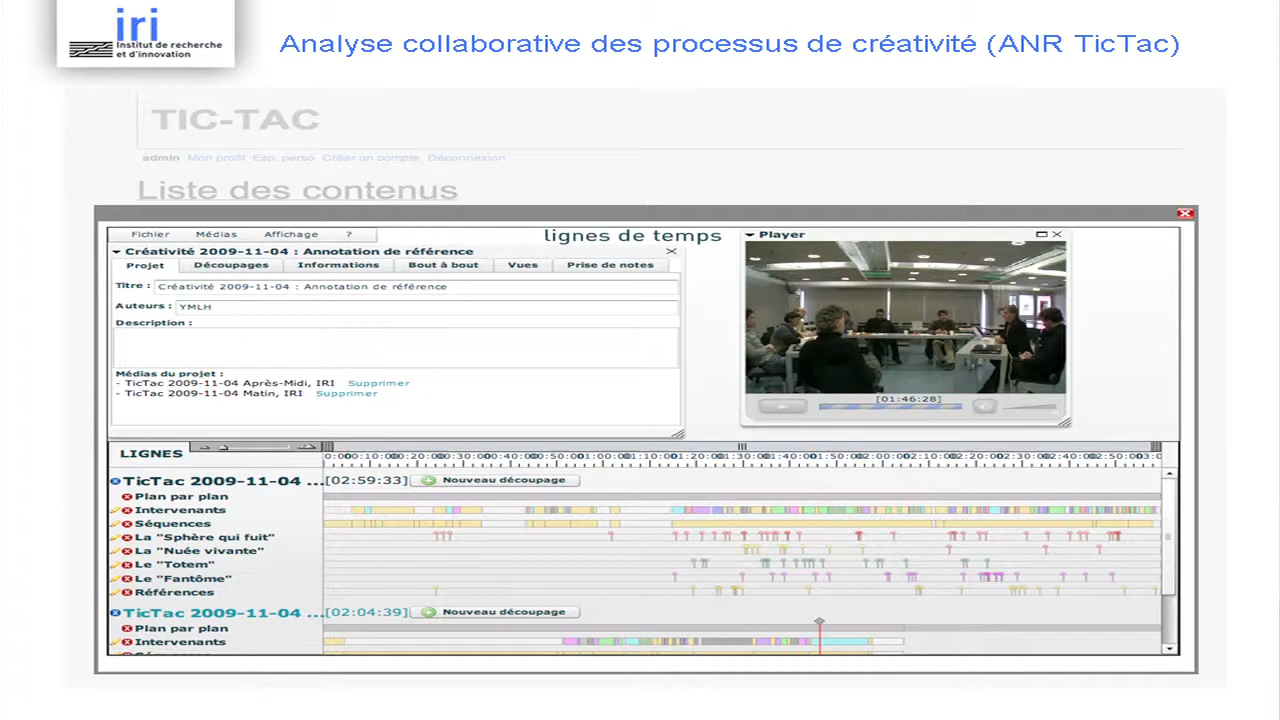 iri
Institut de recherche
et d'innovation
Analyse collaborative des processus de créativité (ANR TicTac)
TIC-TAC
admin Mon profil Esp. perso Créer un compte Déconnexion
Liste des contenus
Fichier Médias Affichage ?
lignes de temps
Player
Créativité 2009-11-04 : Annotation de référence
Projet Découpages Informations Bout à bout Vues Prise de notes
Titre : Créativité 2009-11-04 : Annotation de référence
Auteurs : YMLH
Description :
Médias du projet :
- TicTac 2009-11-04 Après-Midi, IRI Supprimer
- TicTac 2009-11-04 Matin, IRI Supprimer
[01:46:28]
LIGNES
TicTac 2009-11-04 ... [02:59:33] Nouveau découpage
Plan par plan
Intervenants
Séquences
La "Sphère qui fuit"
La "Nuée vivante"
Le "Totem"
Le "Fantôme"
Références
TicTac 2009-11-04 ... [02:04:39] Nouveau découpage
Plan par plan
Intervenants